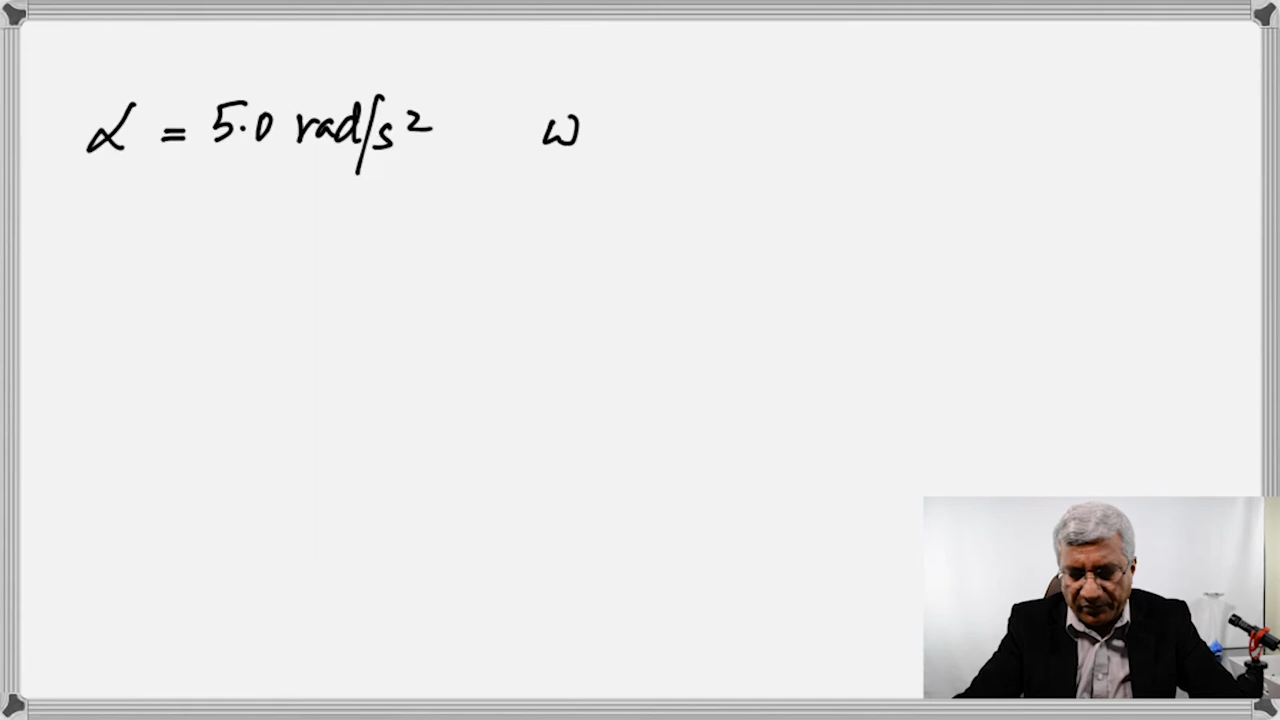 α = 5.0 rad/s² ω